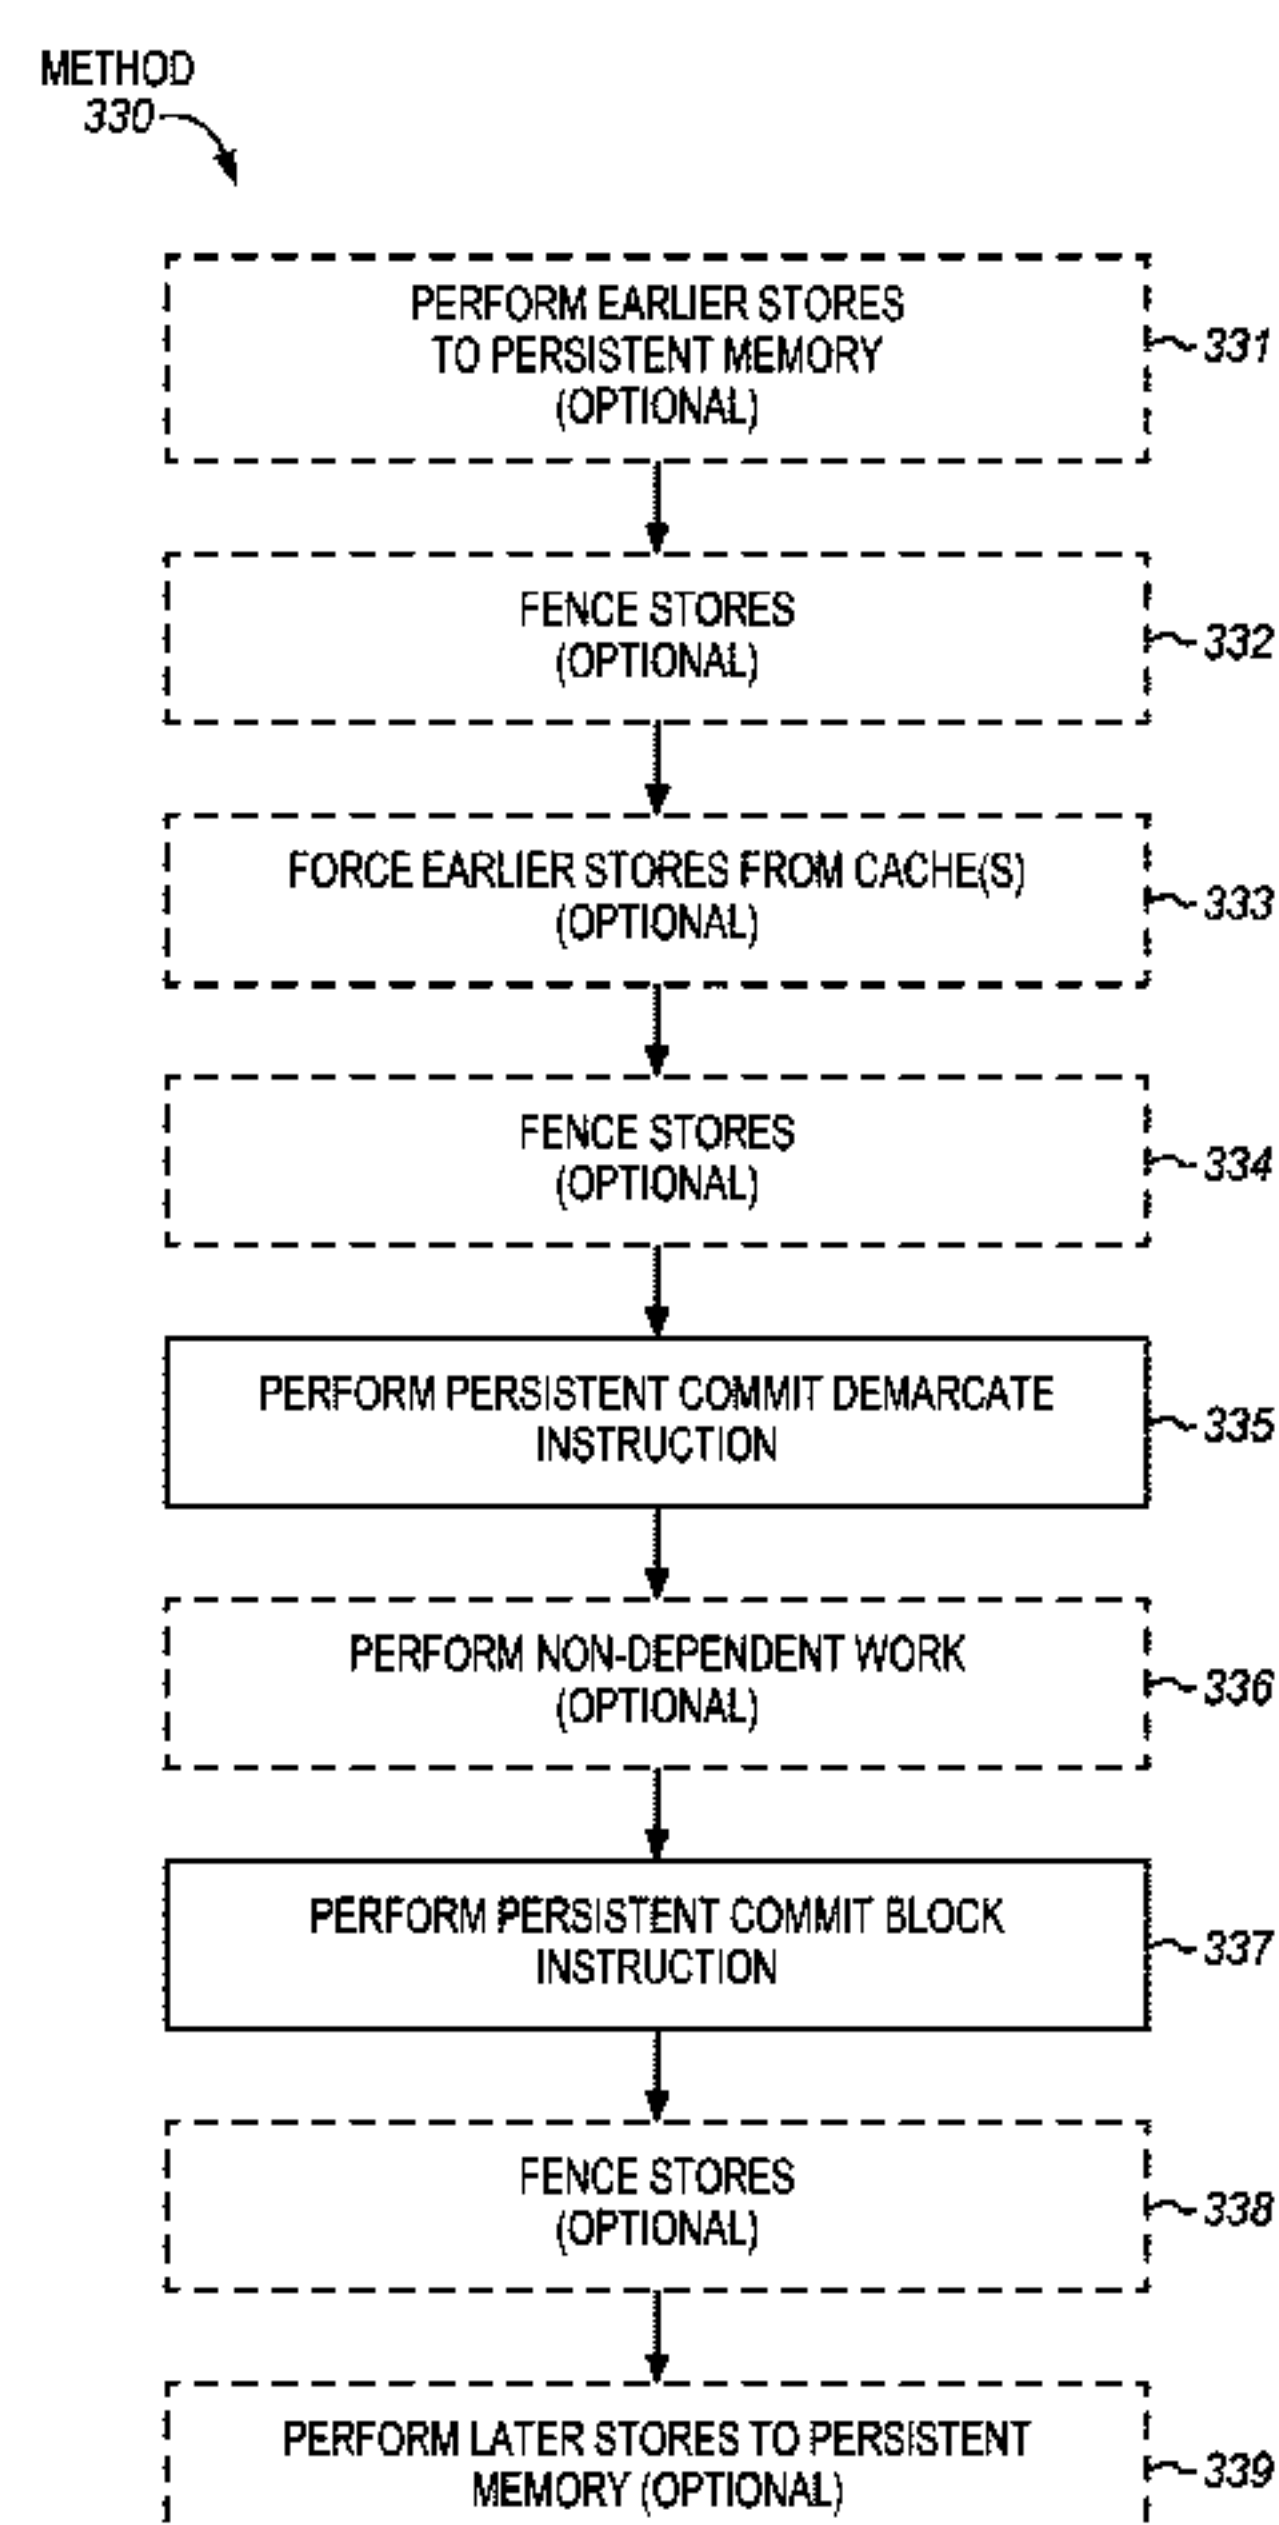 METHOD
330
PERFORM EARLIER STORES
TO PERSISTENT MEMORY
(OPTIONAL)
331
FENCE STORES
(OPTIONAL)
332
FORCE EARLIER STORES FROM CACHE(S)
(OPTIONAL)
333
FENCE STORES
(OPTIONAL)
334
PERFORM PERSISTENT COMMIT DEMARCATE
INSTRUCTION
335
PERFORM NON-DEPENDENT WORK
(OPTIONAL)
336
PERFORM PERSISTENT COMMIT BLOCK
INSTRUCTION
337
FENCE STORES
(OPTIONAL)
338
PERFORM LATER STORES TO PERSISTENT
MEMORY (OPTIONAL)
339